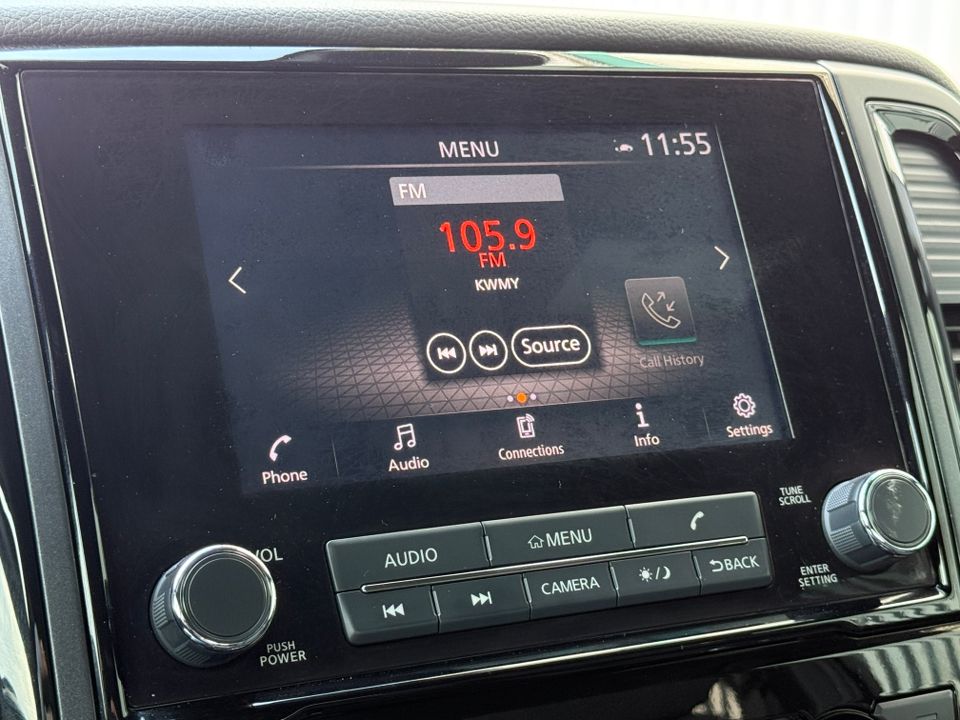 MENU
11:55
FM
105.9
FM
KWMY
Source
Call History
Phone
Audio
Connections
Info
Settings
VOL
PUSH
POWER
AUDIO
MENU
CAMERA
BACK
TUNE
SCROLL
ENTER
SETTING